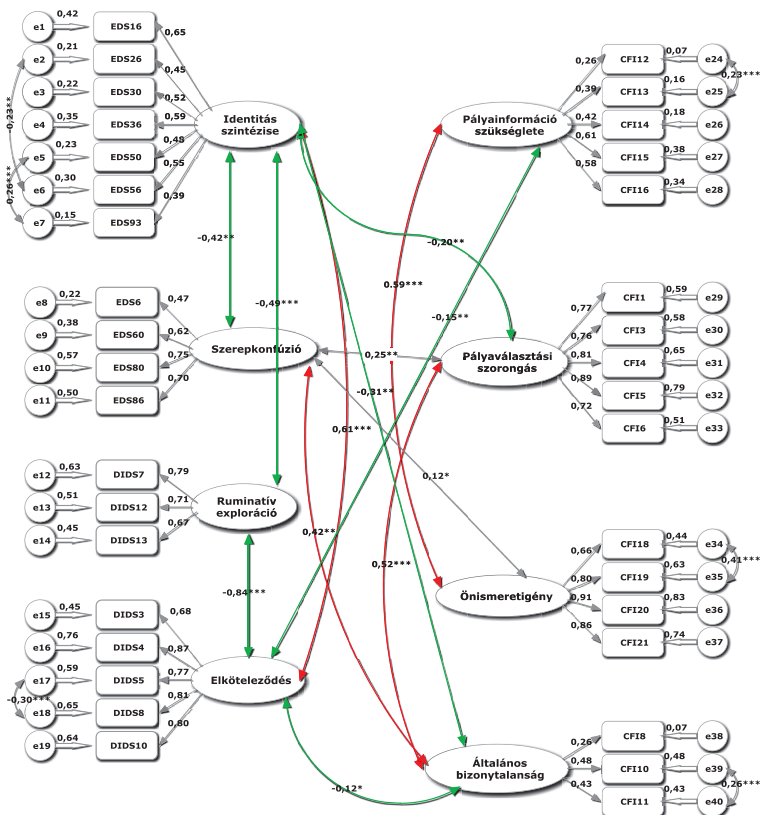 e1 0,42 EDS16 0,65
e2 0,21 EDS26 0,45
e3 0,22 EDS30 0,52
e4 0,35 EDS36 0,59
e5 0,23 EDS50 0,48
e6 0,30 EDS56 0,55
e7 0,15 EDS93 0,39
-0,23**
0,26***
Identitás
szintézise
e8 0,22 EDS6 0,47
e9 0,38 EDS60 0,62
e10 0,57 EDS80 0,75
e11 0,50 EDS86 0,70
Szerepkonfúzió
e12 0,63 DIDS7 0,79
e13 0,51 DIDS12 0,71
e14 0,45 DIDS13 0,67
Ruminatív
exploráció
e15 0,45 DIDS3 0,68
e16 0,76 DIDS4 0,87
e17 0,59 DIDS5 0,77
e18 0,65 DIDS8 0,81
e19 0,64 DIDS10 0,80
-0,30***
Elköteleződés
-0,42**
-0,49***
-0,84***
-0,20**
0.59***
-0,15**
0,25**
-0,31**
0,61***
0,12*
0,42**
0,52***
-0,12*
Pályainformáció
szükséglete
0,26 CFI12 0,07 e24
0,39 CFI13 0,16 e25
0,42 CFI14 0,18 e26
0,61 CFI15 0,38 e27
0,58 CFI16 0,34 e28
0,23***
Pályaválasztási
szorongás
0,77 CFI1 0,59 e29
0,76 CFI3 0,58 e30
0,81 CFI4 0,65 e31
0,89 CFI5 0,79 e32
0,72 CFI6 0,51 e33
Önismeretigény
0,66 CFI18 0,44 e34
0,80 CFI19 0,63 e35
0,91 CFI20 0,83 e36
0,86 CFI21 0,74 e37
0,41***
Általános
bizonytalanság
0,26 CFI8 0,07 e38
0,48 CFI10 0,48 e39
0,43 CFI11 0,43 e40
0,26***